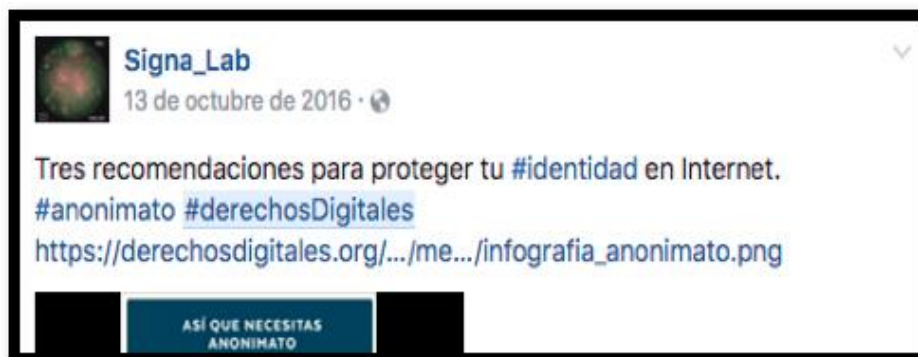 Signa_Lab
13 de octubre de 2016 ·
Tres recomendaciones para proteger tu #identidad en Internet.
#anonimato #derechosDigitales
https://derechosdigitales.org/.../me.../infografia_anonimato.png
ASÍ QUE NECESITAS
ANONIMATO